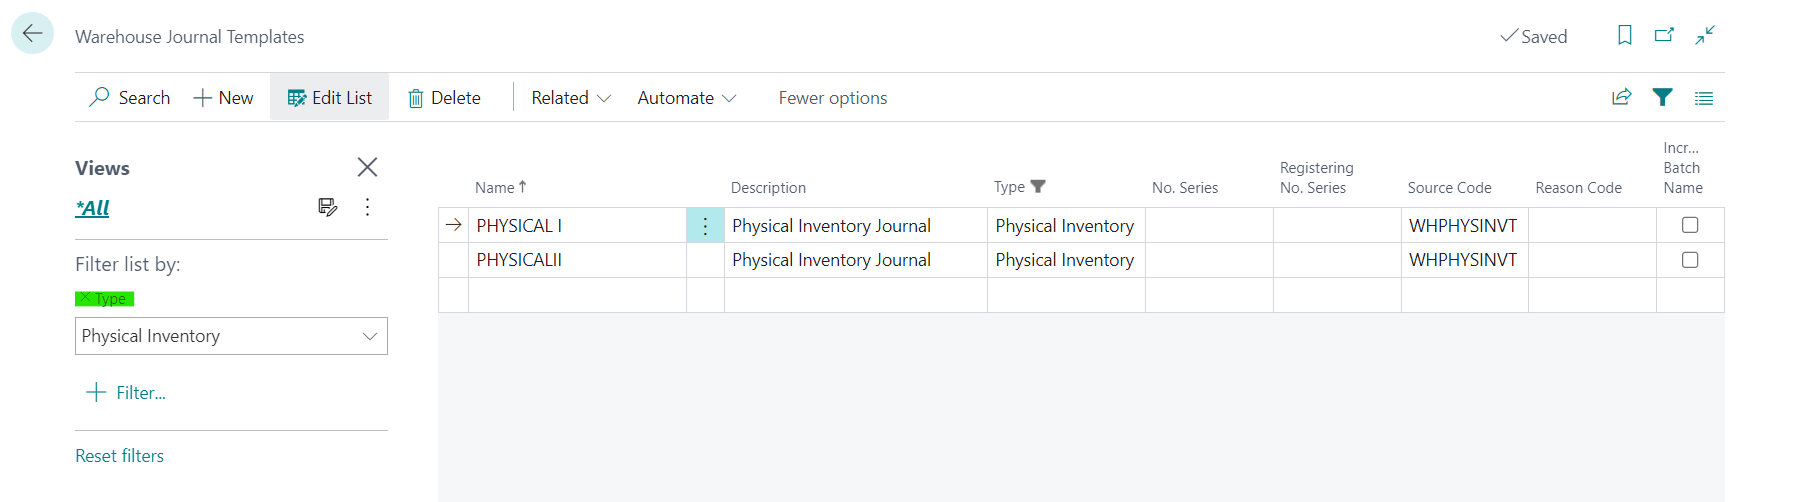 Warehouse Journal Templates
Saved
Search New Edit List Delete Related Automate Fewer options
Views
*All
Filter list by:
Type
Physical Inventory
Filter...
Reset filters
Name Description Type No. Series Registering No. Series Source Code Reason Code Incr... Batch Name
PHYSICAL I Physical Inventory Journal Physical Inventory WHPHYSINVT
PHYSICALII Physical Inventory Journal Physical Inventory WHPHYSINVT